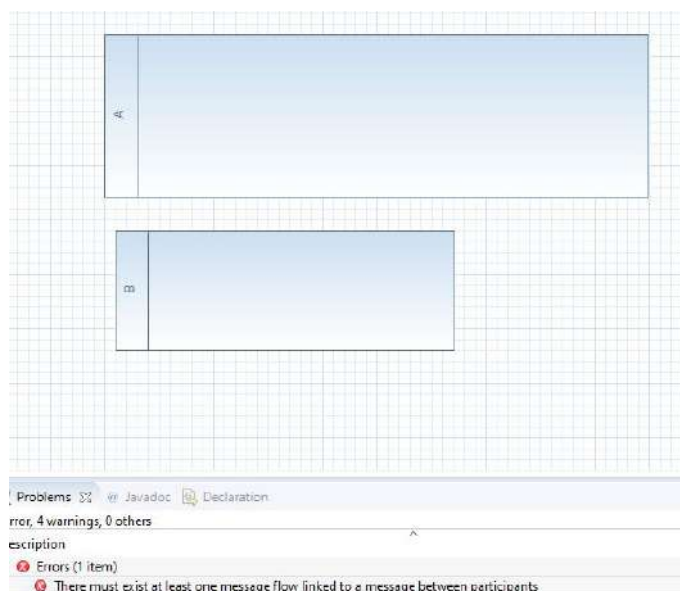 A
B
Problems Javadoc Declaration
rror, 4 warnings, 0 others
escription
Errors (1 item)
There must exist at least one message flow linked to a message between participants